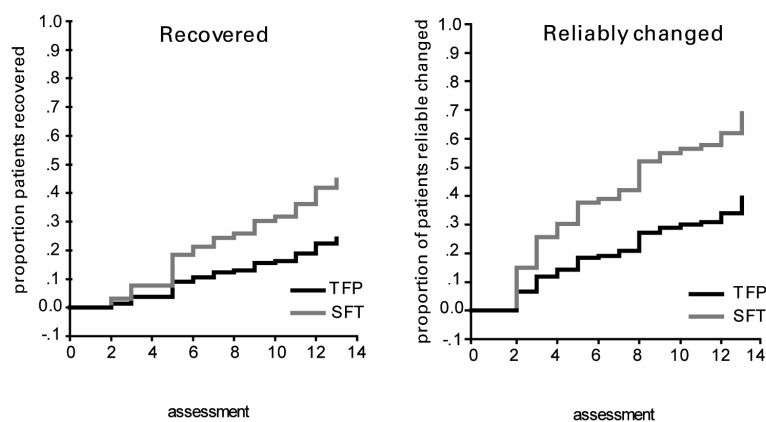 Recovered
proportion patients recovered
1.0
.9
.8
.7
.6
.5
.4
.3
.2
.1
0.0
-.1
TFP
SFT
0 2 4 6 8 10 12 14
assessment
Reliably changed
proportion of patients reliable changed
1.0
.9
.8
.7
.6
.5
.4
.3
.2
.1
0.0
-.1
TFP
SFT
0 2 4 6 8 10 12 14
assessment